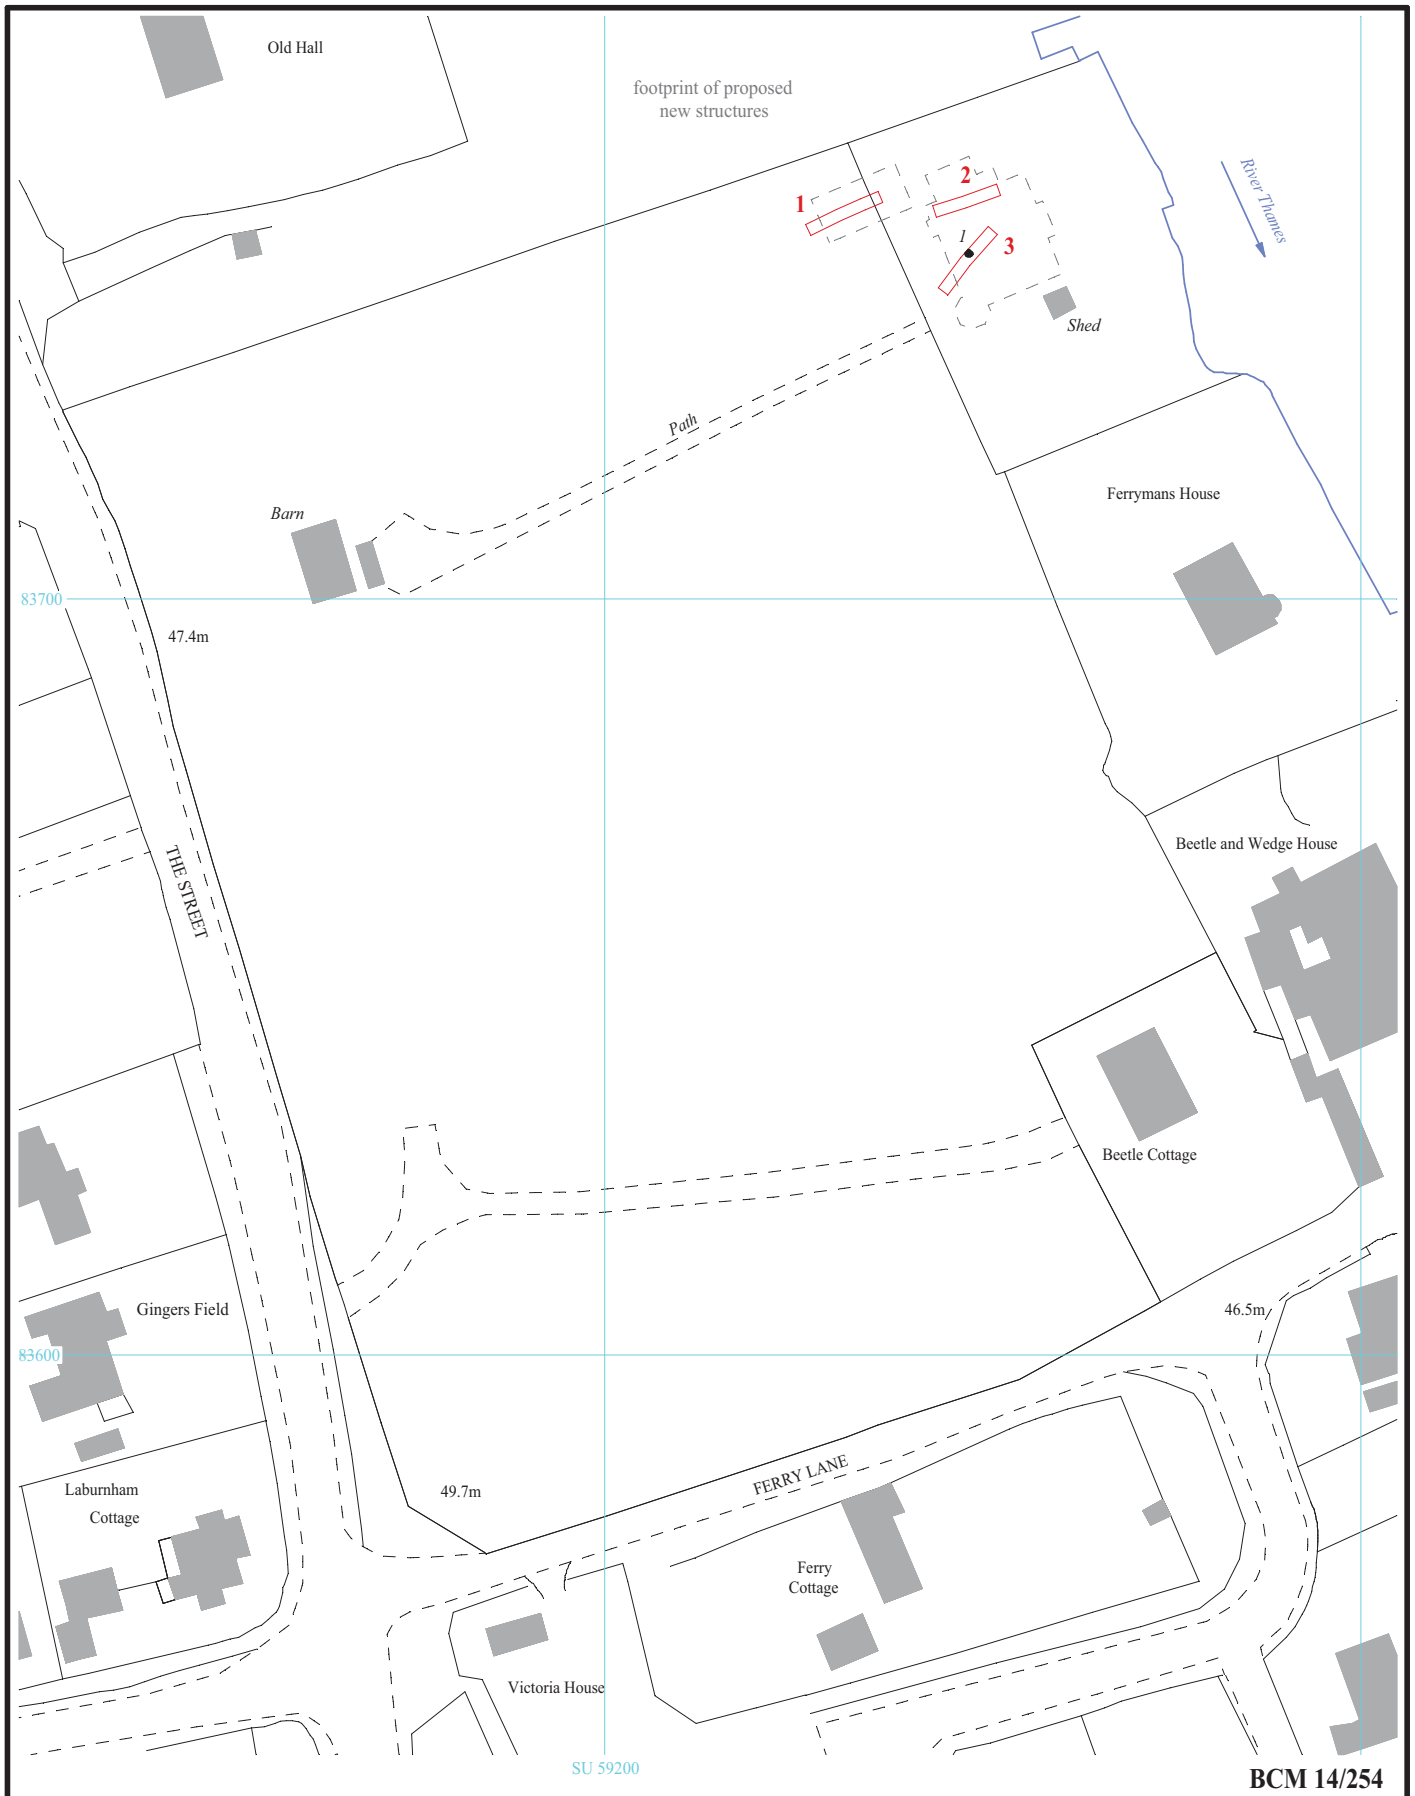 Old Hall
footprint of proposed
new structures
1
2
River Thames
1
3
Shed
Path
Ferrymans House
Barn
83700
47.4m
Beetle and Wedge House
THE STREET
Beetle Cottage
Gingers Field
46.5m
83600
FERRY LANE
Laburnham
Cottage
49.7m
Ferry
Cottage
Victoria House
SU 59200
BCM 14/254